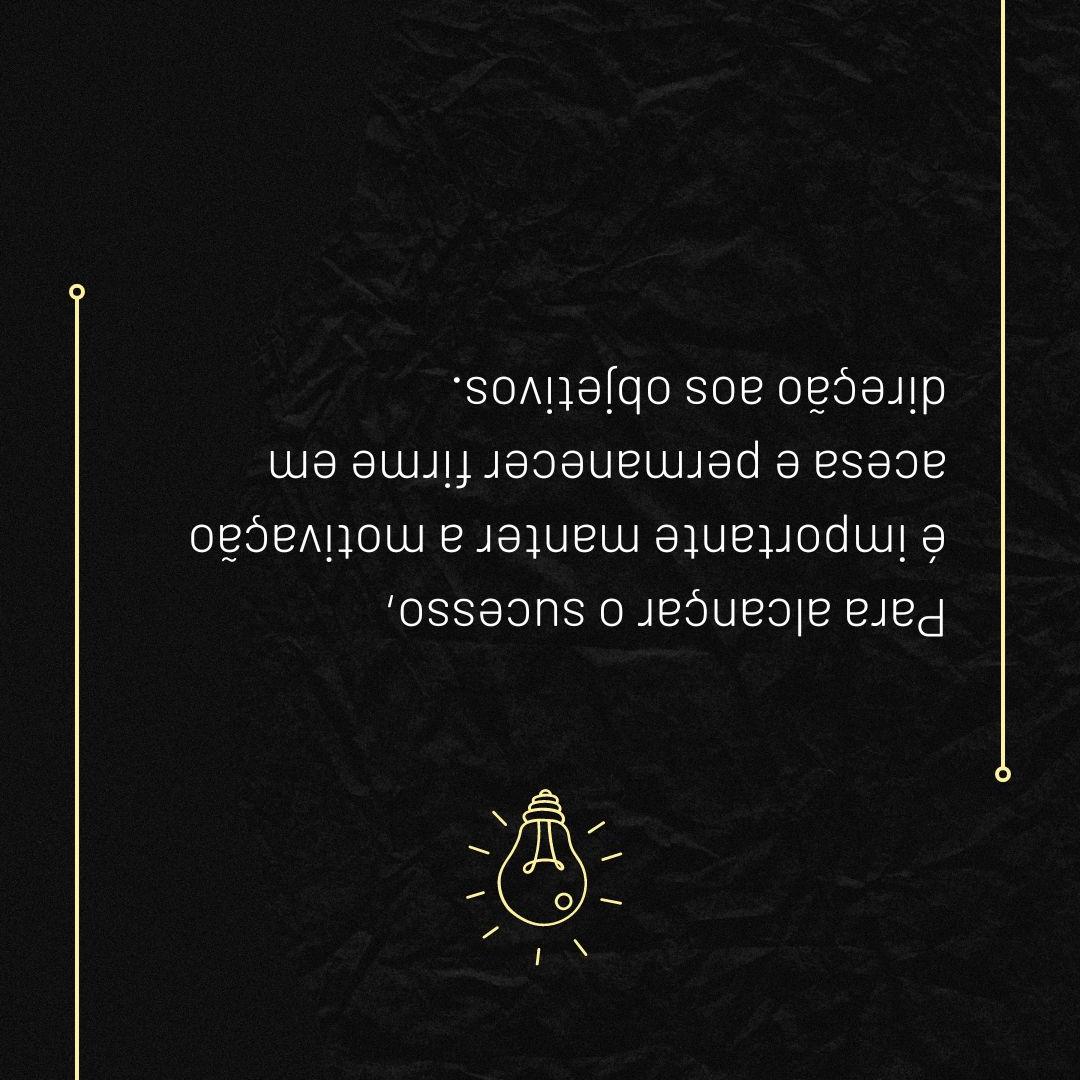 Para alcançar o sucesso,
é importante manter a motivação
acesa e permanecer firme em
direção aos objetivos.